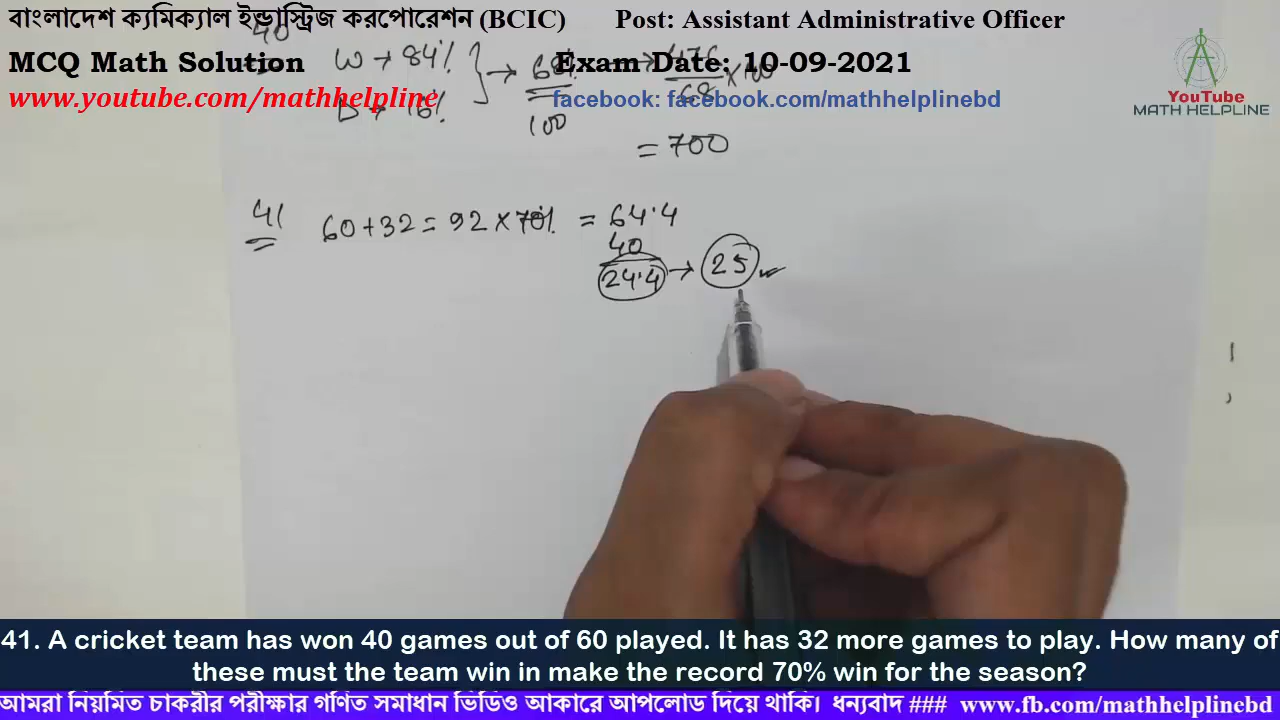 বাংলাদেশ ক্যমিক্যাল ইন্ডাস্ট্রিজ করপোরেশন (BCIC) Post: Assistant Administrative Officer
40
MCQ Math Solution Exam Date: 10-09-2021
W → 84%
→ 68%
www.youtube.com/mathhelpline facebook: facebook.com/mathhelplinebd
YouTube
MATH HELPLINE
100
= 700
41 60+32 = 92 × 70% = 64.4
40
24.4 → 25
41. A cricket team has won 40 games out of 60 played. It has 32 more games to play. How many of
these must the team win in make the record 70% win for the season?
আমরা নিয়মিত চাকরীর পরীক্ষার গণিত সমাধান ভিডিও আকারে আপলোড দিয়ে থাকি। ধন্যবাদ ### www.fb.com/mathhelplinebd